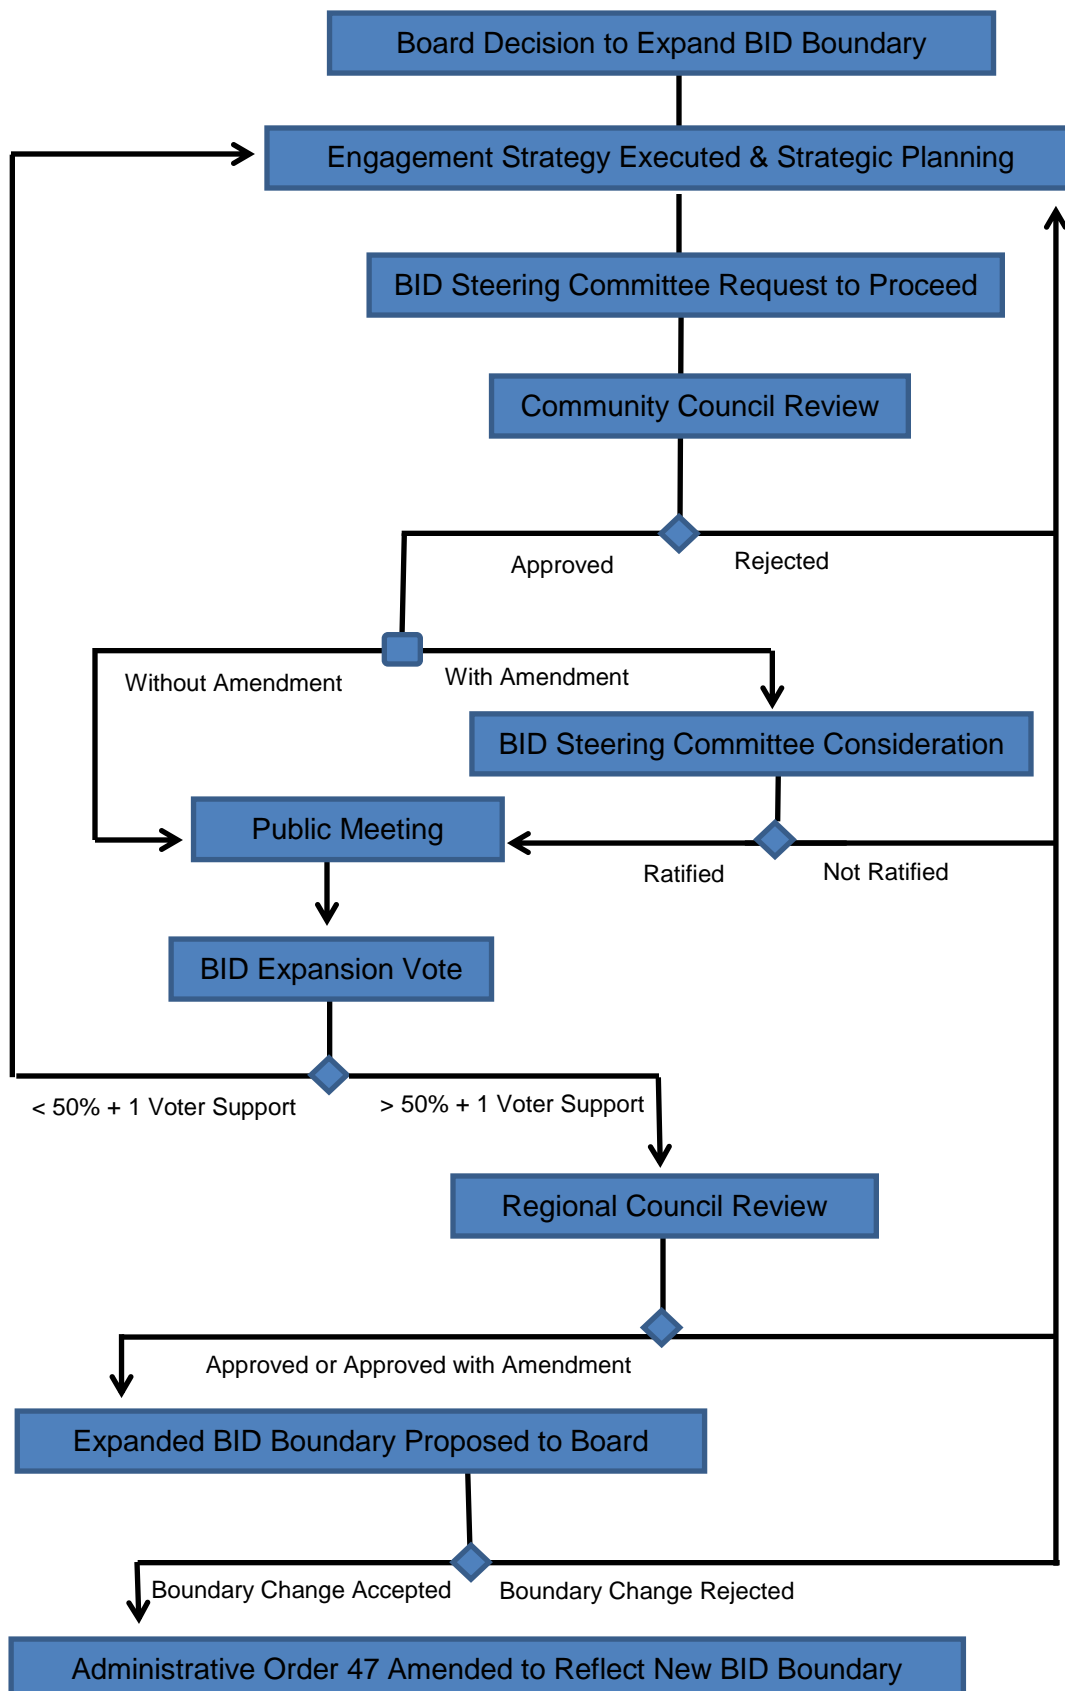 Board Decision to Expand BID Boundary
Engagement Strategy Executed & Strategic Planning
BID Steering Committee Request to Proceed
Community Council Review
Approved
Rejected
Without Amendment
With Amendment
BID Steering Committee Consideration
Public Meeting
Ratified
Not Ratified
BID Expansion Vote
< 50% + 1 Voter Support
> 50% + 1 Voter Support
Regional Council Review
Approved or Approved with Amendment
Expanded BID Boundary Proposed to Board
Boundary Change Accepted
Boundary Change Rejected
Administrative Order 47 Amended to Reflect New BID Boundary